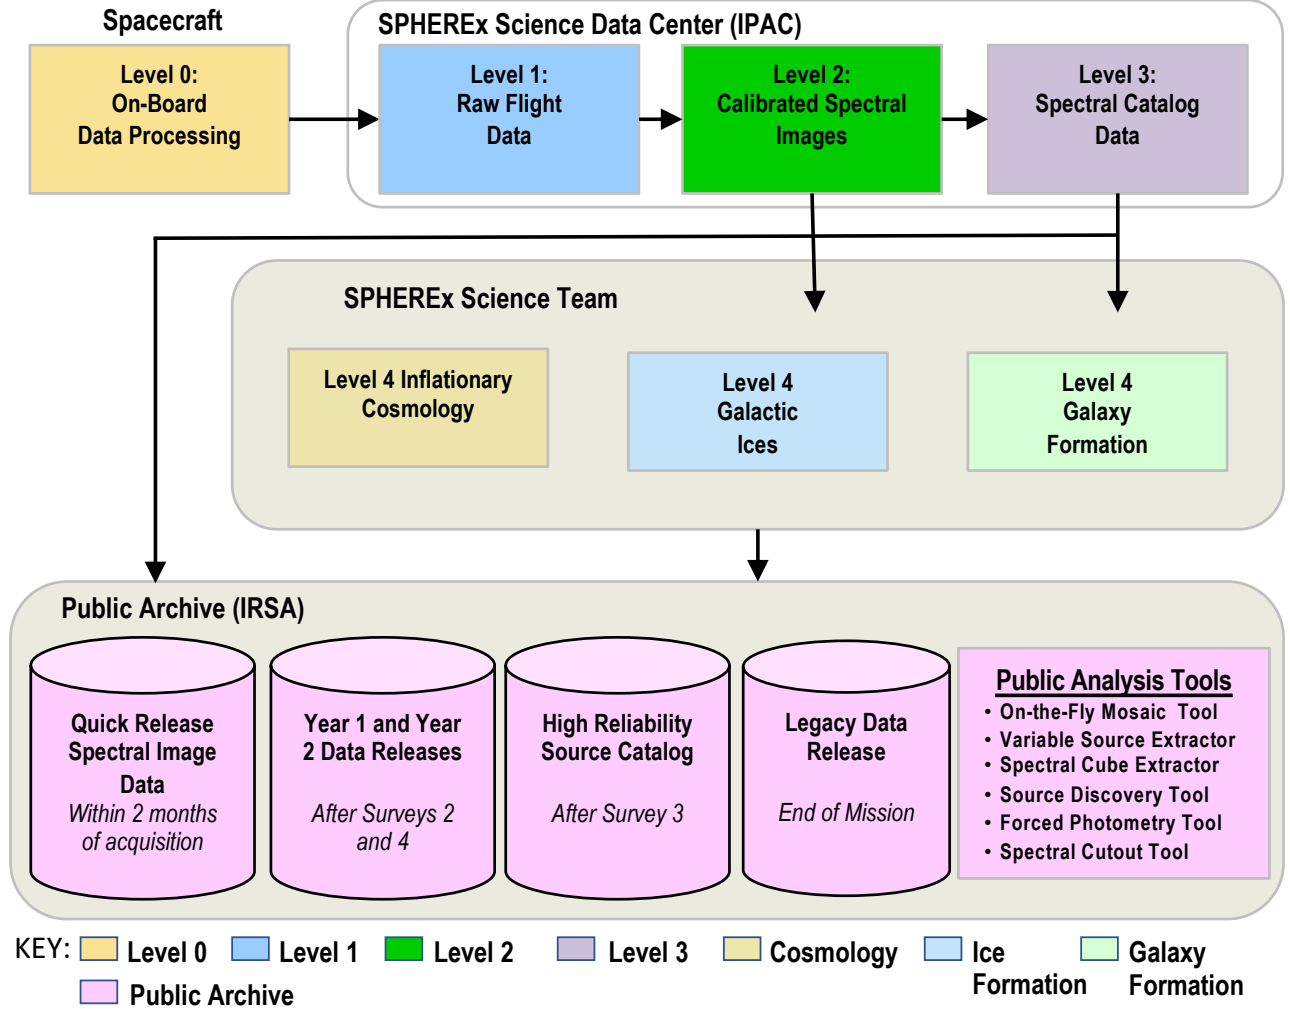 Spacecraft
SPHEREx Science Data Center (IPAC)
Level 0:
On-Board
Data Processing
Level 1:
Raw Flight
Data
Level 2:
Calibrated Spectral
Images
Level 3:
Spectral Catalog
Data
SPHEREx Science Team
Level 4 Inflationary
Cosmology
Level 4
Galactic
Ices
Level 4
Galaxy
Formation
Public Archive (IRSA)
Quick Release
Spectral Image
Data
Within 2 months
of acquisition
Year 1 and Year
2 Data Releases
After Surveys 2
and 4
High Reliability
Source Catalog
After Survey 3
Legacy Data
Release
End of Mission
Public Analysis Tools
• On-the-Fly Mosaic Tool
• Variable Source Extractor
• Spectral Cube Extractor
• Source Discovery Tool
• Forced Photometry Tool
• Spectral Cutout Tool
KEY:
Level 0
Level 1
Level 2
Level 3
Cosmology
Ice
Formation
Galaxy
Formation
Public Archive